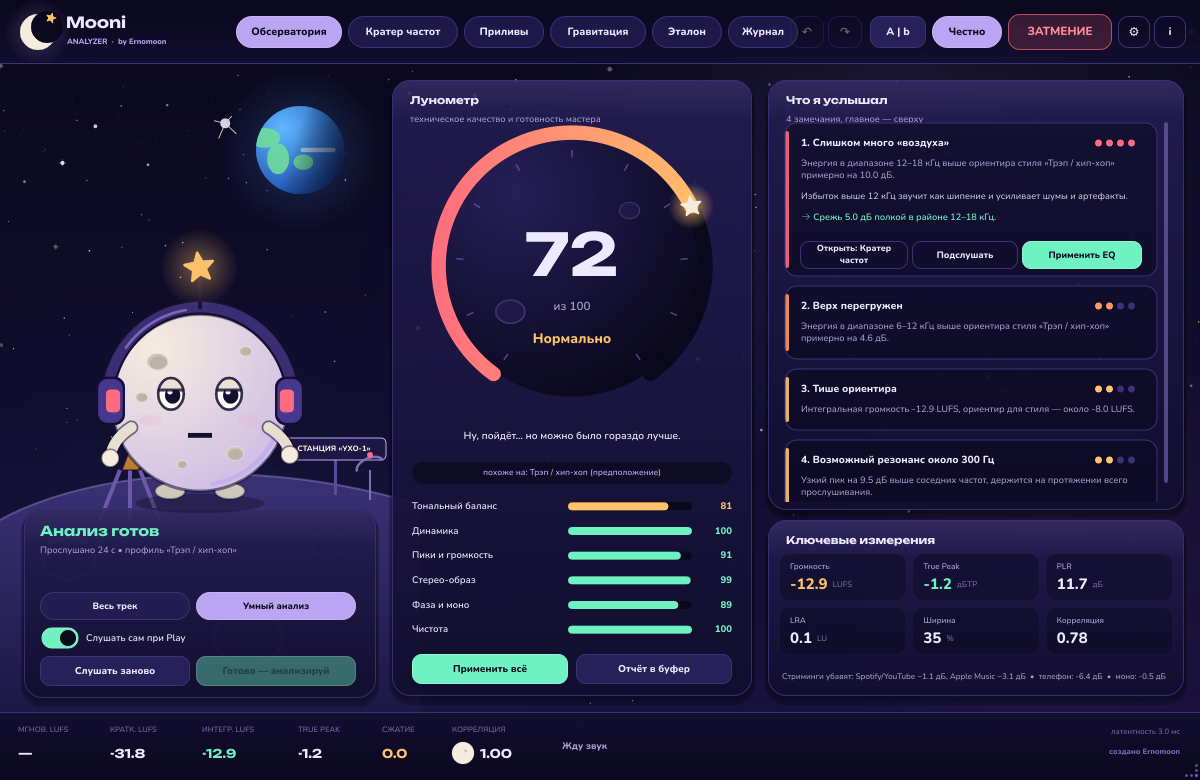 Mooni
ANALYZER · by Ernomoon
Обсерватория
Кратер частот
Приливы
Гравитация
Эталон
Журнал
A | b
Честно
ЗАТМЕНИЕ
i
СТАНЦИЯ «УХО-1»
Анализ готов
Прослушано 24 с • профиль «Трэп / хип-хоп»
Весь трек
Умный анализ
Слушать сам при Play
Слушать заново
Готово — анализируй
Лунометр
техническое качество и готовность мастера
72
из 100
Нормально
Ну, пойдёт... но можно было гораздо лучше.
похоже на: Трэп / хип-хоп (предположение)
Тональный баланс 81
Динамика 100
Пики и громкость 91
Стерео-образ 99
Фаза и моно 89
Чистота 100
Применить всё
Отчёт в буфер
Что я услышал
4 замечания, главное — сверху
1. Слишком много «воздуха»
Энергия в диапазоне 12–18 кГц выше ориентира стиля «Трэп / хип-хоп»
примерно на 10.0 дБ.
Избыток выше 12 кГц звучит как шипение и усиливает шумы и артефакты.
→ Срежь 5.0 дБ полкой в районе 12–18 кГц.
Открыть: Кратер
частот
Подслушать
Применить EQ
2. Верх перегружен
Энергия в диапазоне 6–12 кГц выше ориентира стиля «Трэп / хип-хоп»
примерно на 4.6 дБ.
3. Тише ориентира
Интегральная громкость -12.9 LUFS, ориентир для стиля — около -8.0 LUFS.
4. Возможный резонанс около 300 Гц
Узкий пик на 9.5 дБ выше соседних частот, держится на протяжении всего
прослушивания.
Ключевые измерения
Громкость
-12.9 LUFS
True Peak
-1.2 дБTP
PLR
11.7 дБ
LRA
0.1 LU
Ширина
35 %
Корреляция
0.78
Стриминги убавят: Spotify/YouTube −1.1 дБ, Apple Music −3.1 дБ • телефон: -6.4 дБ • моно: -0.5 дБ
МГНОВ. LUFS
—
КРАТК. LUFS
-31.8
ИНТЕГР. LUFS
-12.9
TRUE PEAK
-1.2
СЖАТИЕ
0.0
КОРРЕЛЯЦИЯ
1.00
Жду звук
латентность 3.0 мс
создано Ernomoon